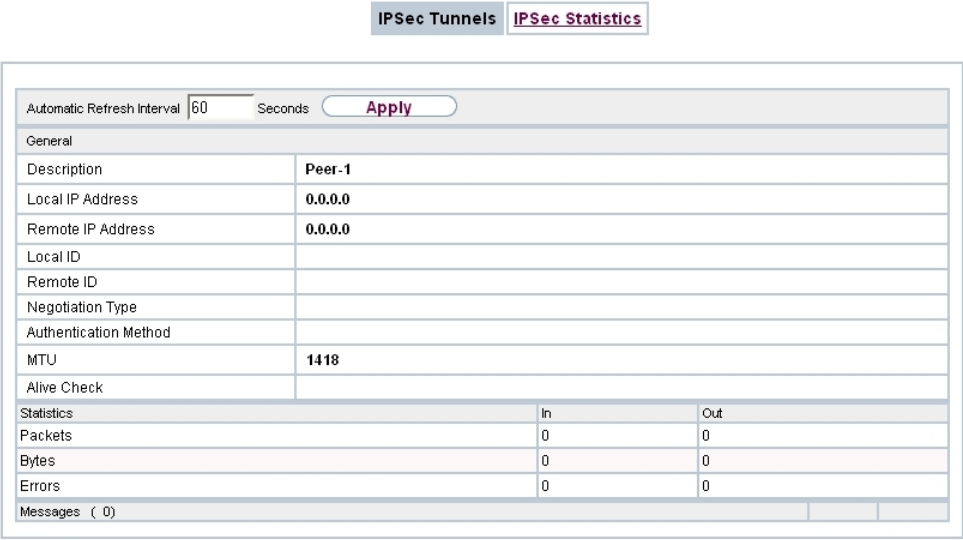 IPSec Tunnels IPSec Statistics
Automatic Refresh Interval 60 Seconds Apply
General
Description Peer-1
Local IP Address 0.0.0.0
Remote IP Address 0.0.0.0
Local ID
Remote ID
Negotiation Type
Authentication Method
MTU 1418
Alive Check
Statistics In Out
Packets 0 0
Bytes 0 0
Errors 0 0
Messages ( 0)